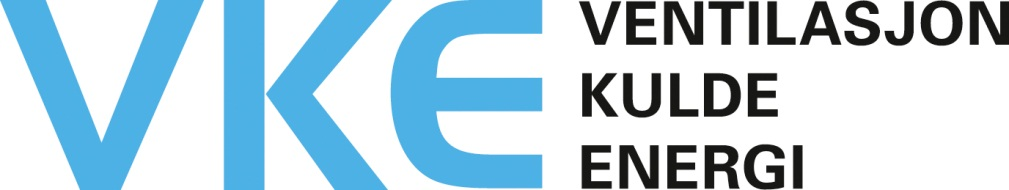 VKE
VENTILASJON
KULDE
ENERGI